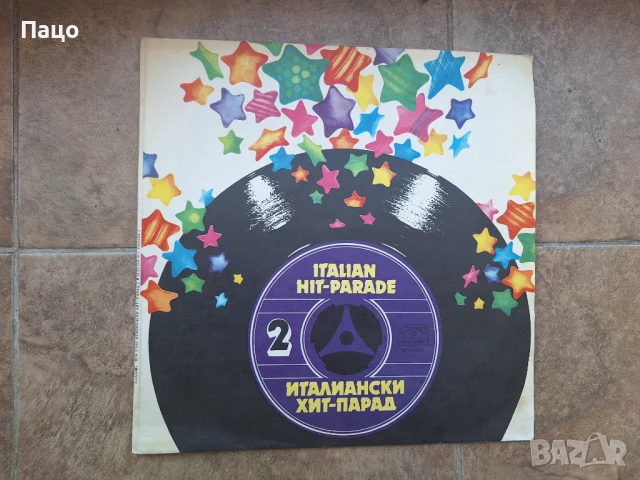 Пацо
ITALIAN
HIT-PARADE
2
ИТАЛИАНСКИ
ХИТ-ПАРАД
BAZAR